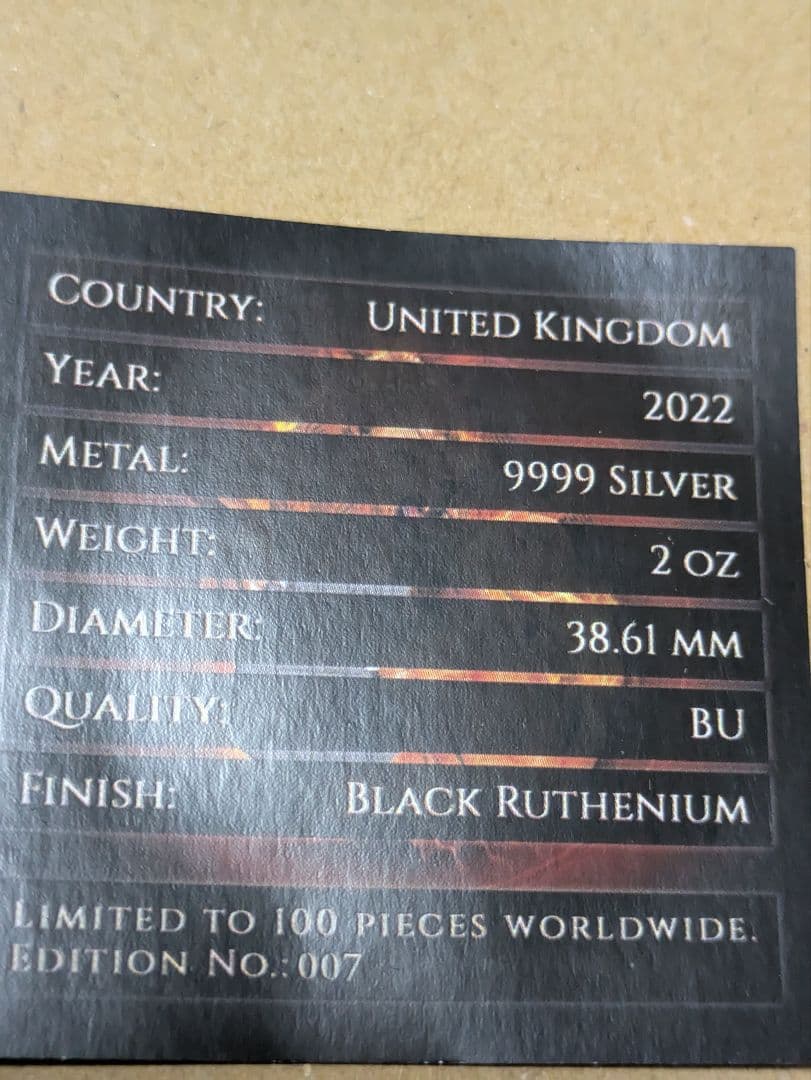 COUNTRY: UNITED KINGDOM
YEAR: 2022
METAL: 9999 SILVER
WEIGHT: 2 OZ
DIAMETER: 38.61 MM
QUALITY: BU
FINISH: BLACK RUTHENIUM
LIMITED TO 100 PIECES WORLDWIDE.
EDITION NO.: 007